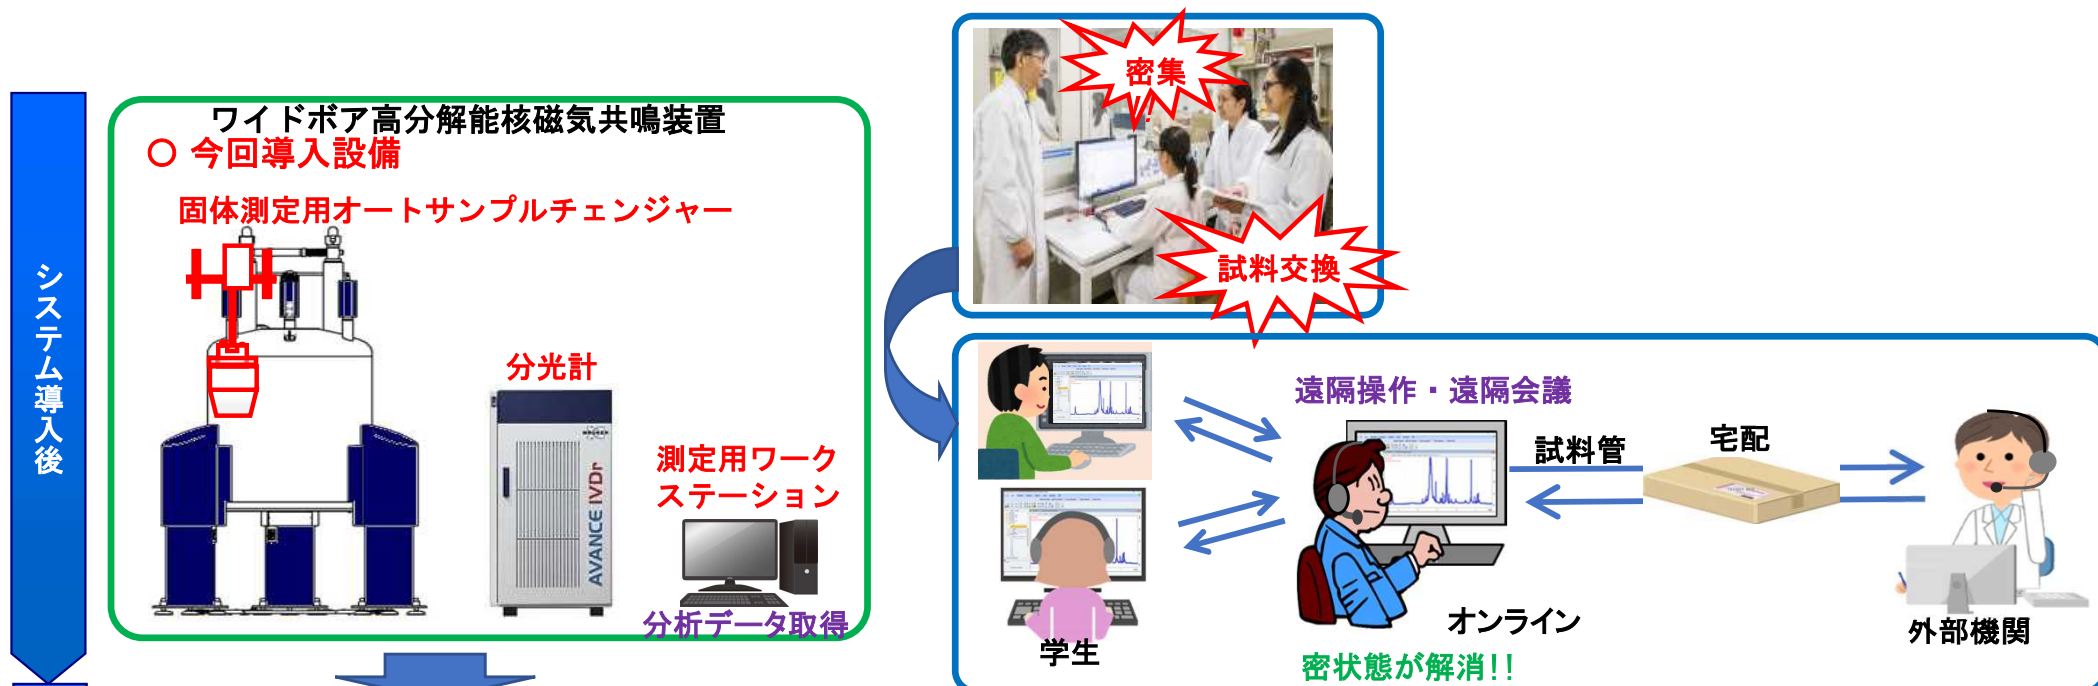 システム導入後
ワイドボア高分解能核磁気共鳴装置
〇 今回導入設備
固体測定用オートサンプルチェンジャー
分光計
BRUKER
AVANCE IVDr
測定用ワーク
ステーション
分析データ取得
密集
!
試料交換
遠隔操作・遠隔会議
試料管
宅配
学生
オンライン
密状態が解消!!
外部機関